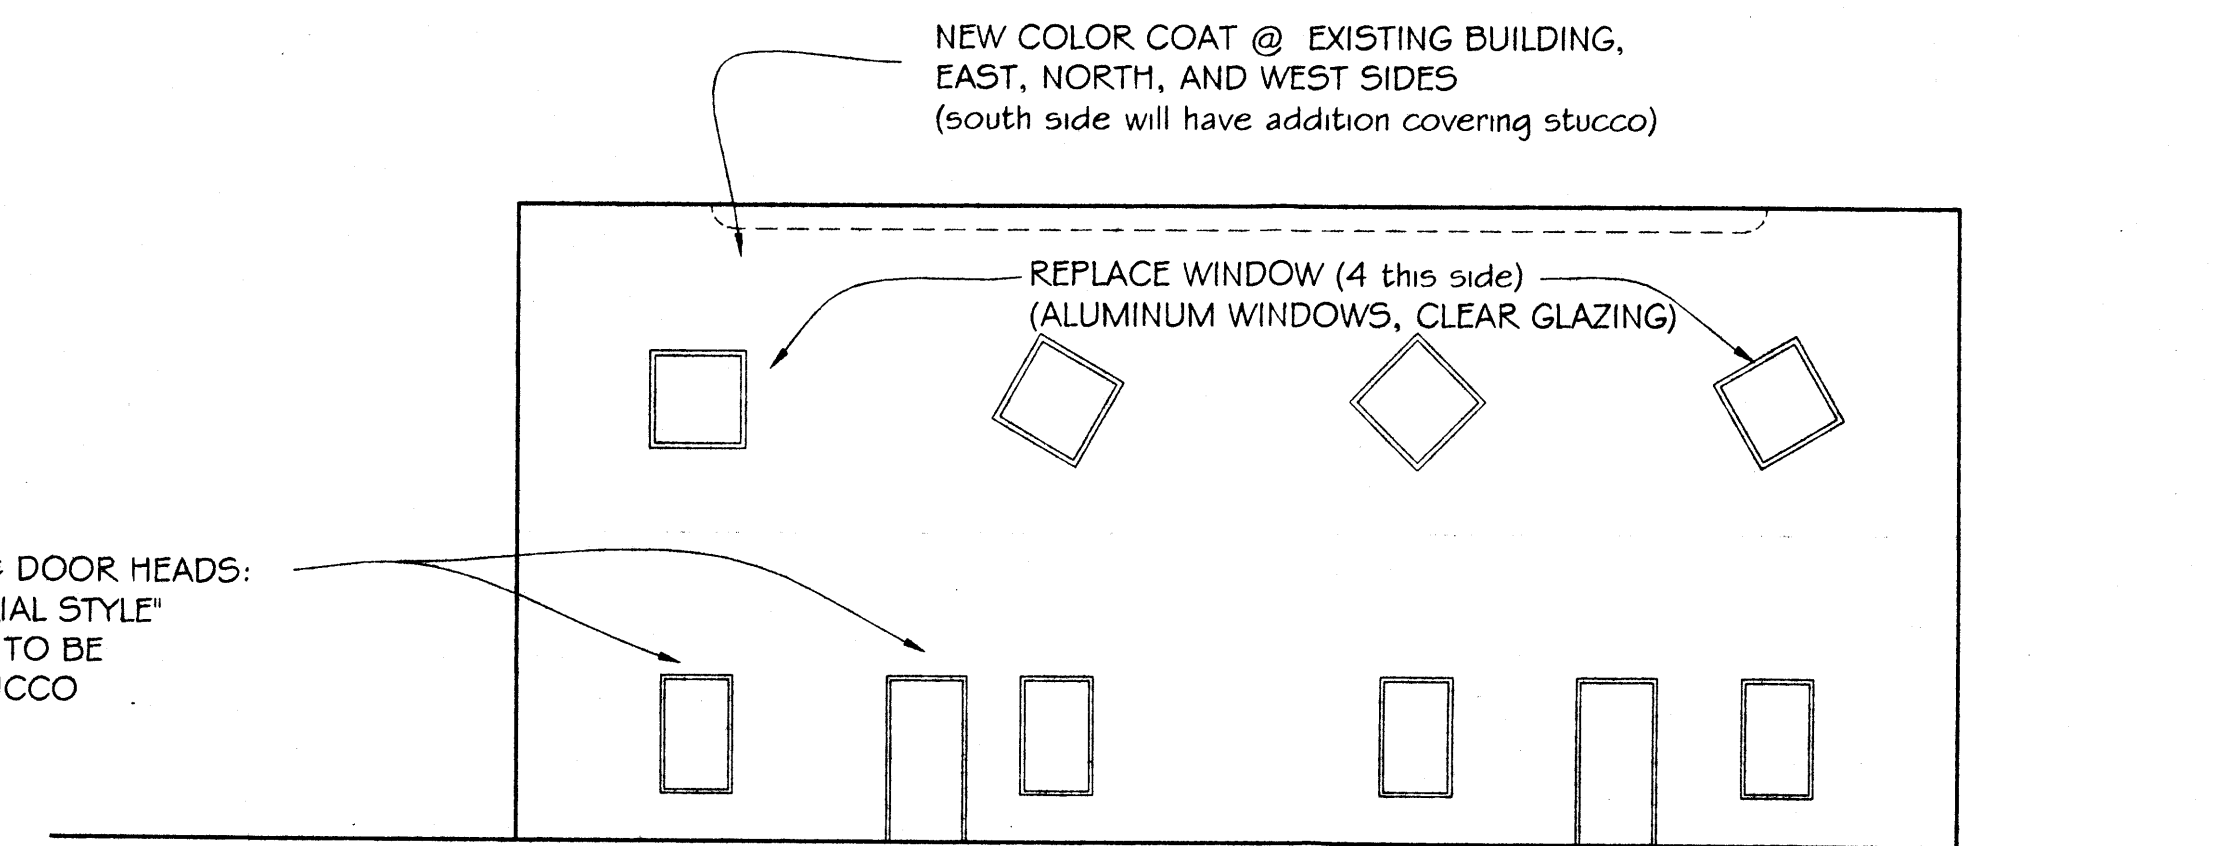 NEW COLOR COAT @ EXISTING BUILDING,
EAST, NORTH, AND WEST SIDES
(south side will have addition covering stucco)
REPLACE WINDOW (4 this side)
(ALUMINUM WINDOWS, CLEAR GLAZING)
DOOR HEADS:
STYLE"
TO BE